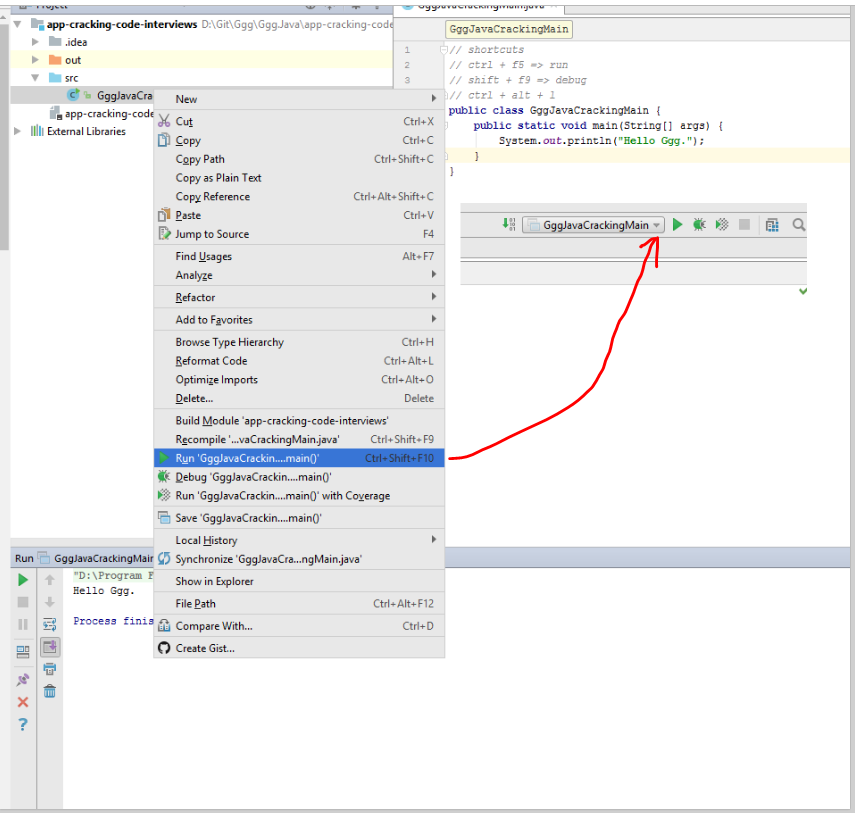 Project
app-cracking-code-interviews D:\Git\Ggg\Ggg.Java\app-cracking-code
.idea
out
src
GggJavaCra
app-cracking-code
External Libraries
GggJavaCrackingMain.java
GggJavaCrackingMain
1 // shortcuts
2 // ctrl + f5 => run
3 // shift + f9 => debug
// ctrl + alt + l
public class GggJavaCrackingMain {
public static void main(String[] args) {
System.out.println("Hello Ggg.");
}
}
GggJavaCrackingMain
New
Cut Ctrl+X
Copy Ctrl+C
Copy Path Ctrl+Shift+C
Copy as Plain Text
Copy Reference Ctrl+Alt+Shift+C
Paste Ctrl+V
Jump to Source F4
Find Usages Alt+F7
Analyze
Refactor
Add to Favorites
Browse Type Hierarchy Ctrl+H
Reformat Code Ctrl+Alt+L
Optimize Imports Ctrl+Alt+O
Delete... Delete
Build Module 'app-cracking-code-interviews'
Recompile '...vaCrackingMain.java' Ctrl+Shift+F9
Run 'GggJavaCrackin....main()' Ctrl+Shift+F10
Debug 'GggJavaCrackin....main()'
Run 'GggJavaCrackin....main()' with Coverage
Save 'GggJavaCrackin....main()'
Local History
Synchronize 'GggJavaCra...ngMain.java'
Show in Explorer
File Path Ctrl+Alt+F12
Compare With... Ctrl+D
Create Gist...
Run GggJavaCrackingMain
"D:\Program F
Hello Ggg.
Process finis